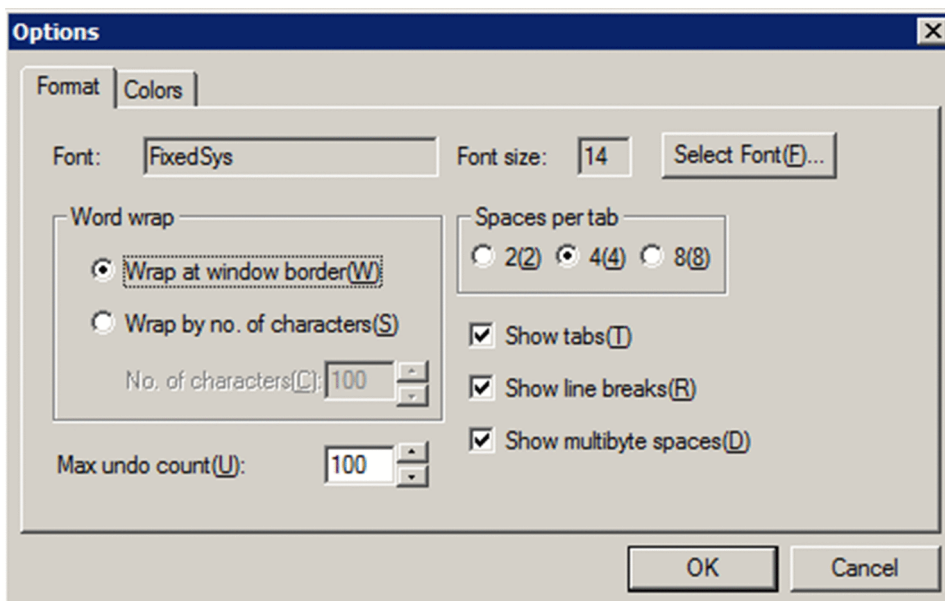 Options
Format Colors
Font: FixedSys Font size: 14 Select Font(F)...
Word wrap
Wrap at window border(W)
Wrap by no. of characters(S)
No. of characters(C): 100
Max undo count(U): 100
Spaces per tab
2(2) 4(4) 8(8)
Show tabs(T)
Show line breaks(R)
Show multibyte spaces(D)
OK Cancel